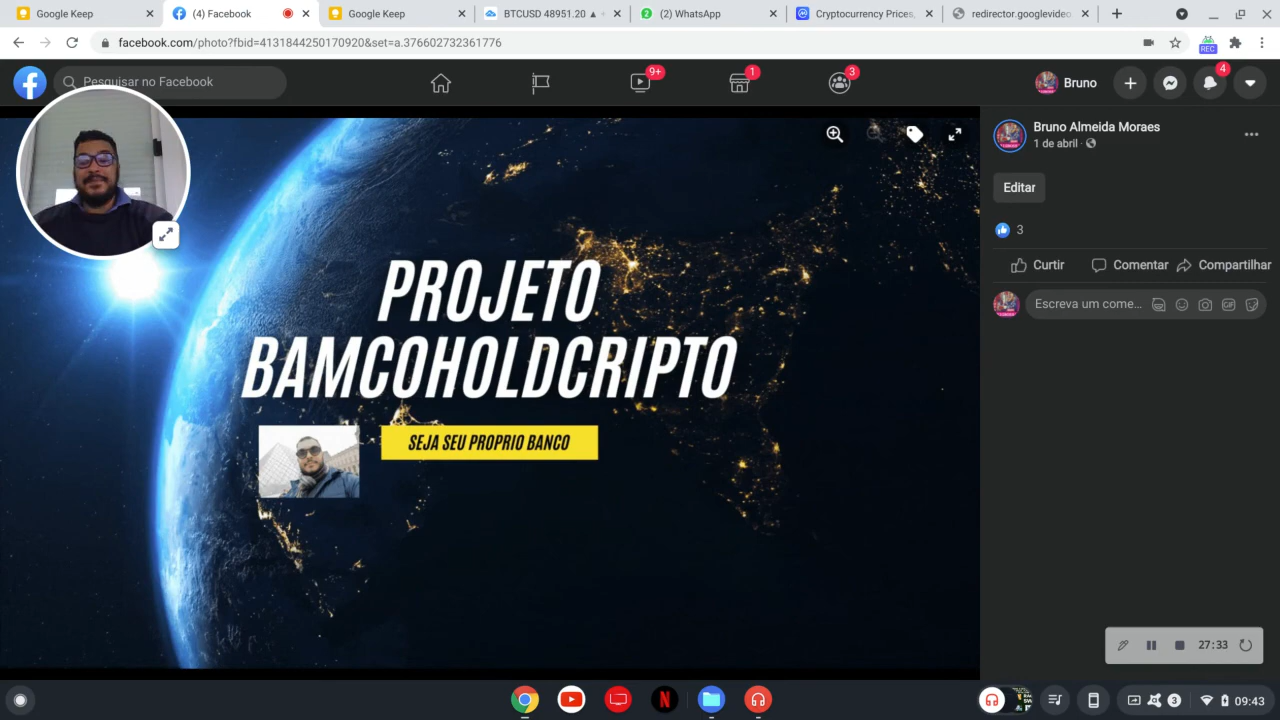 Google Keep
(4) Facebook
Google Keep
BTCUSD 48951.20 ▲
(2) WhatsApp
Cryptocurrency Prices,
redirector.googlevideo
facebook.com/photo?fbid=4131844250170920&set=a.376602732361776
REC
Pesquisar no Facebook
9+
1
3
Bruno
4
Bruno Almeida Moraes
1 de abril ·
Editar
3
Curtir
Comentar
Compartilhar
Escreva um come...
GIF
PROJETO
BAMCOHOLDCRIPTO
SEJA SEU PROPRIO BANCO
27:33
3
09:43